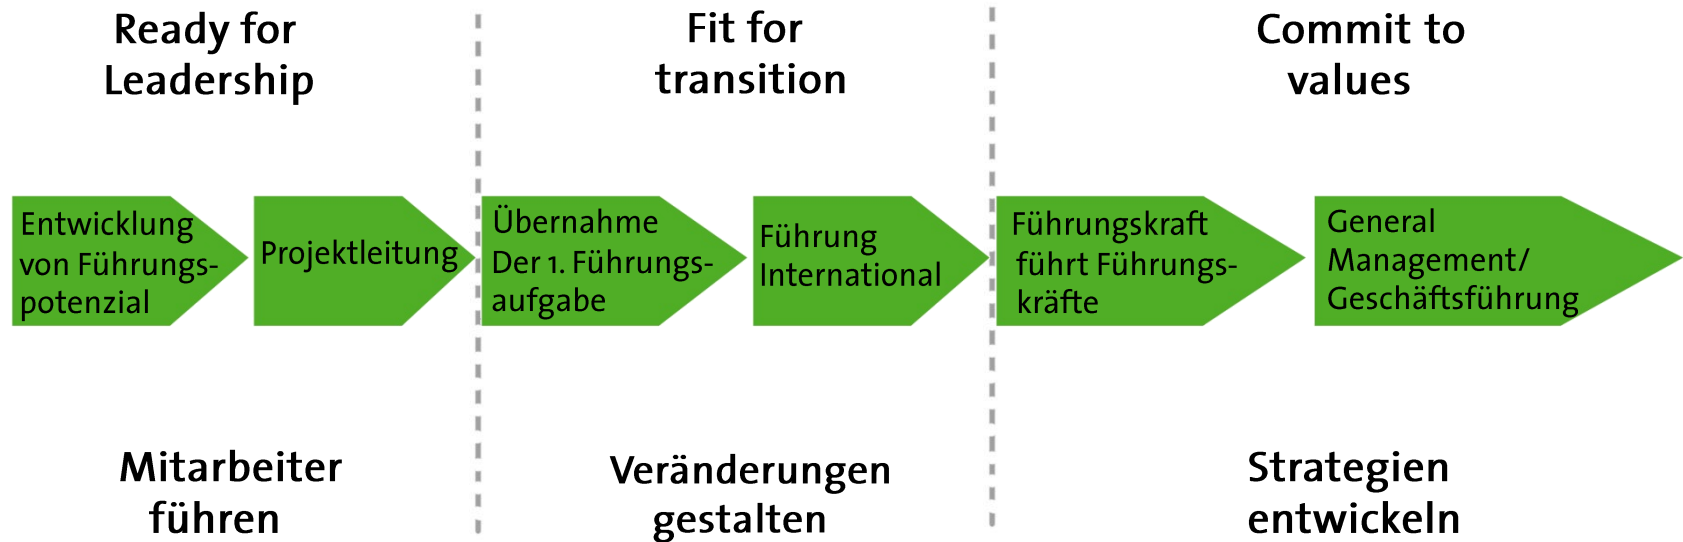 Ready for
Leadership
Fit for
transition
Commit to
values
Entwicklung
von Führungs-
potenzial
Projektleitung
Übernahme
Der 1. Führungs-
aufgabe
Führung
International
Führungskraft
führt Führungs-
kräfte
General
Management/
Geschäftsführung
Mitarbeiter
führen
Veränderungen
gestalten
Strategien
entwickeln